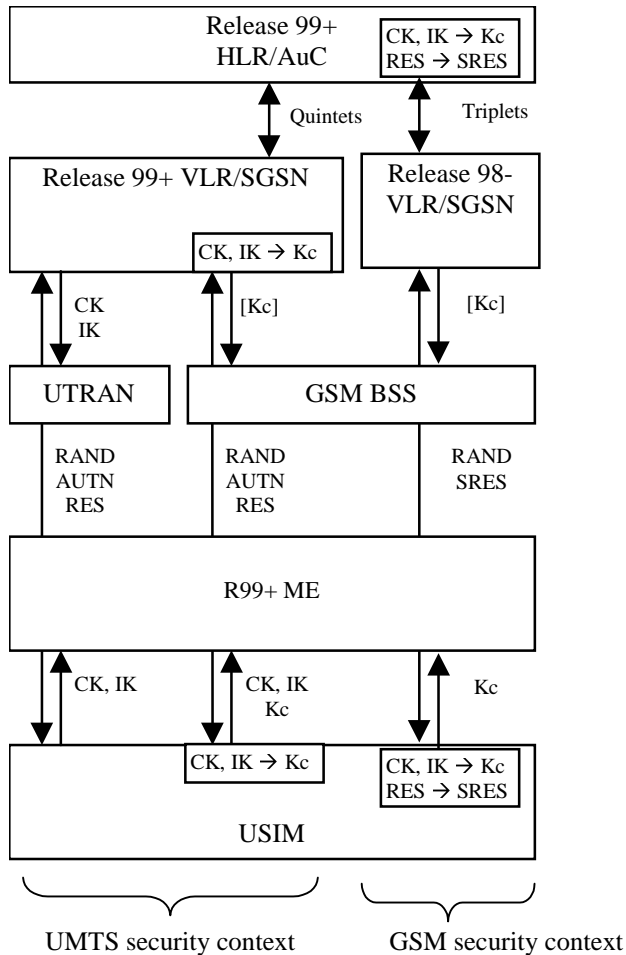 Release 99+
HLR/AuC
CK, IK → Kc
RES → SRES
Quintets
Triplets
Release 99+ VLR/SGSN
CK, IK → Kc
Release 98-
VLR/SGSN
CK
IK
[Kc]
[Kc]
UTRAN
GSM BSS
RAND
AUTN
RES
RAND
AUTN
RES
RAND
SRES
R99+ ME
CK, IK
CK, IK
Kc
Kc
CK, IK → Kc
CK, IK → Kc
RES → SRES
USIM
UMTS security context
GSM security context